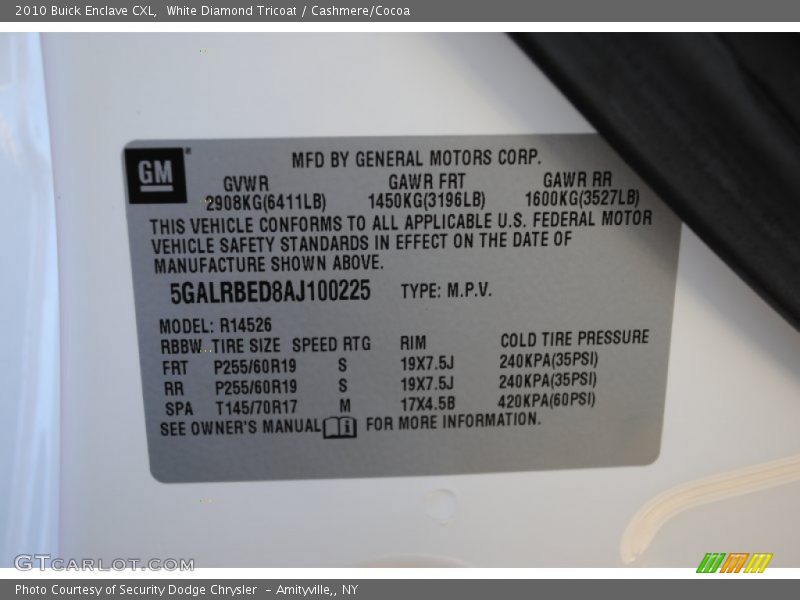 2010 Buick Enclave CXL,  White Diamond Tricoat / Cashmere/Cocoa
GM
MFD BY GENERAL MOTORS CORP.
GVWR GAWR FRT GAWR RR
2908KG(6411LB) 1450KG(3196LB) 1600KG(3527LB)
THIS VEHICLE CONFORMS TO ALL APPLICABLE U.S. FEDERAL MOTOR
VEHICLE SAFETY STANDARDS IN EFFECT ON THE DATE OF
MANUFACTURE SHOWN ABOVE.
5GALRBED8AJ100225 TYPE: M.P.V.
MODEL: R14526
RBBW TIRE SIZE SPEED RTG RIM COLD TIRE PRESSURE
FRT P255/60R19 S 19X7.5J 240KPA(35PSI)
RR P255/60R19 S 19X7.5J 240KPA(35PSI)
SPA T145/70R17 M 17X4.5B 420KPA(60PSI)
SEE OWNER'S MANUAL i FOR MORE INFORMATION.
GTCARLOT.COM
Photo Courtesy of Security Dodge Chrysler - Amityville,, NY